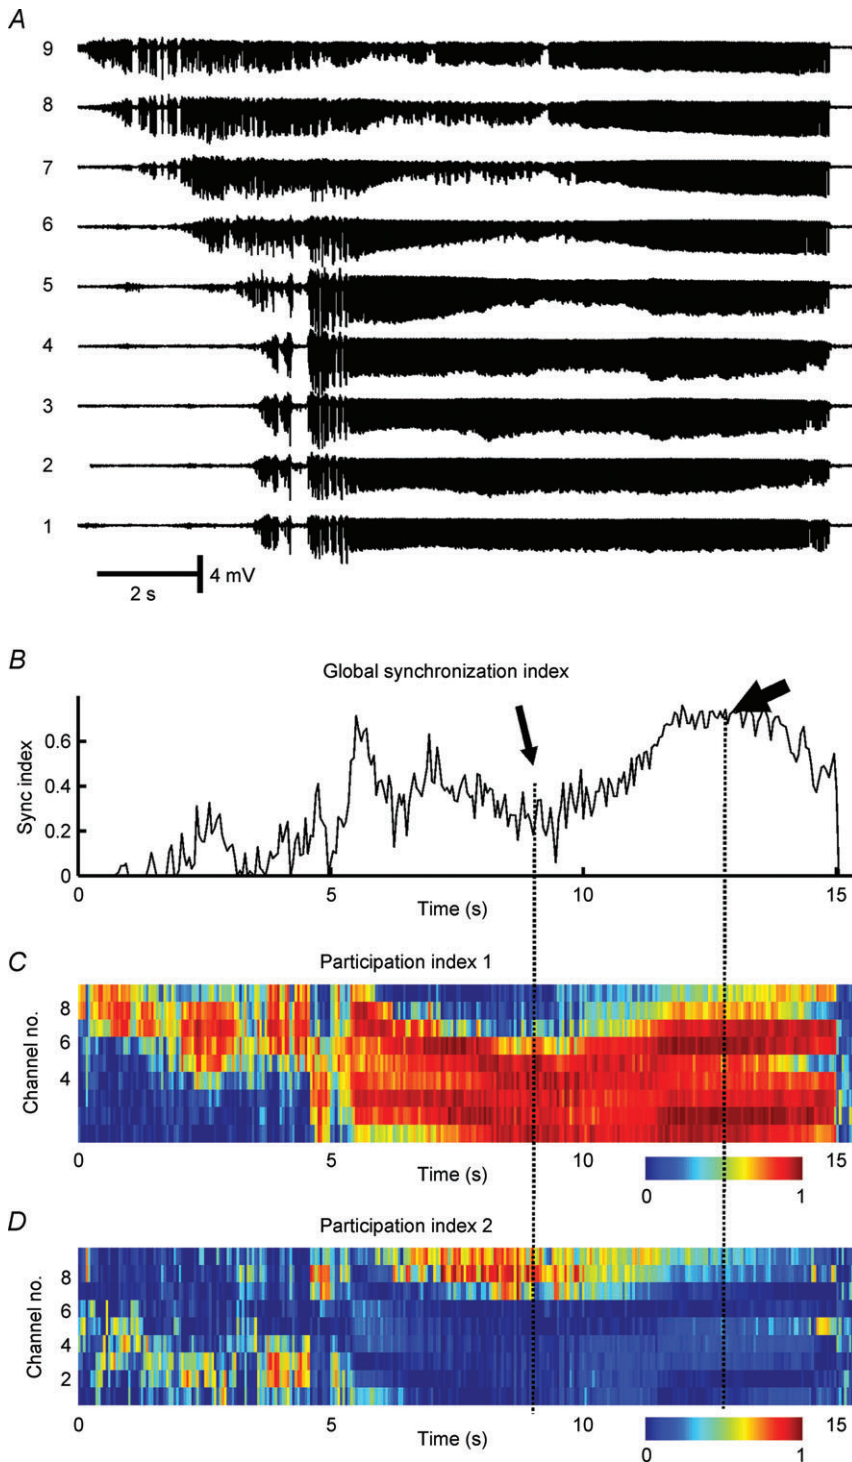 A
9
8
7
6
5
4
3
2
1
4 mV
2 s
B
Global synchronization index
Sync index
0.6
0.4
0.2
0
0 5 10 15
Time (s)
C
Participation index 1
Channel no.
8
6
4
0 5 10 15
Time (s)
0 1
D
Participation index 2
Channel no.
8
6
4
2
0 5 10 15
Time (s)
0 1